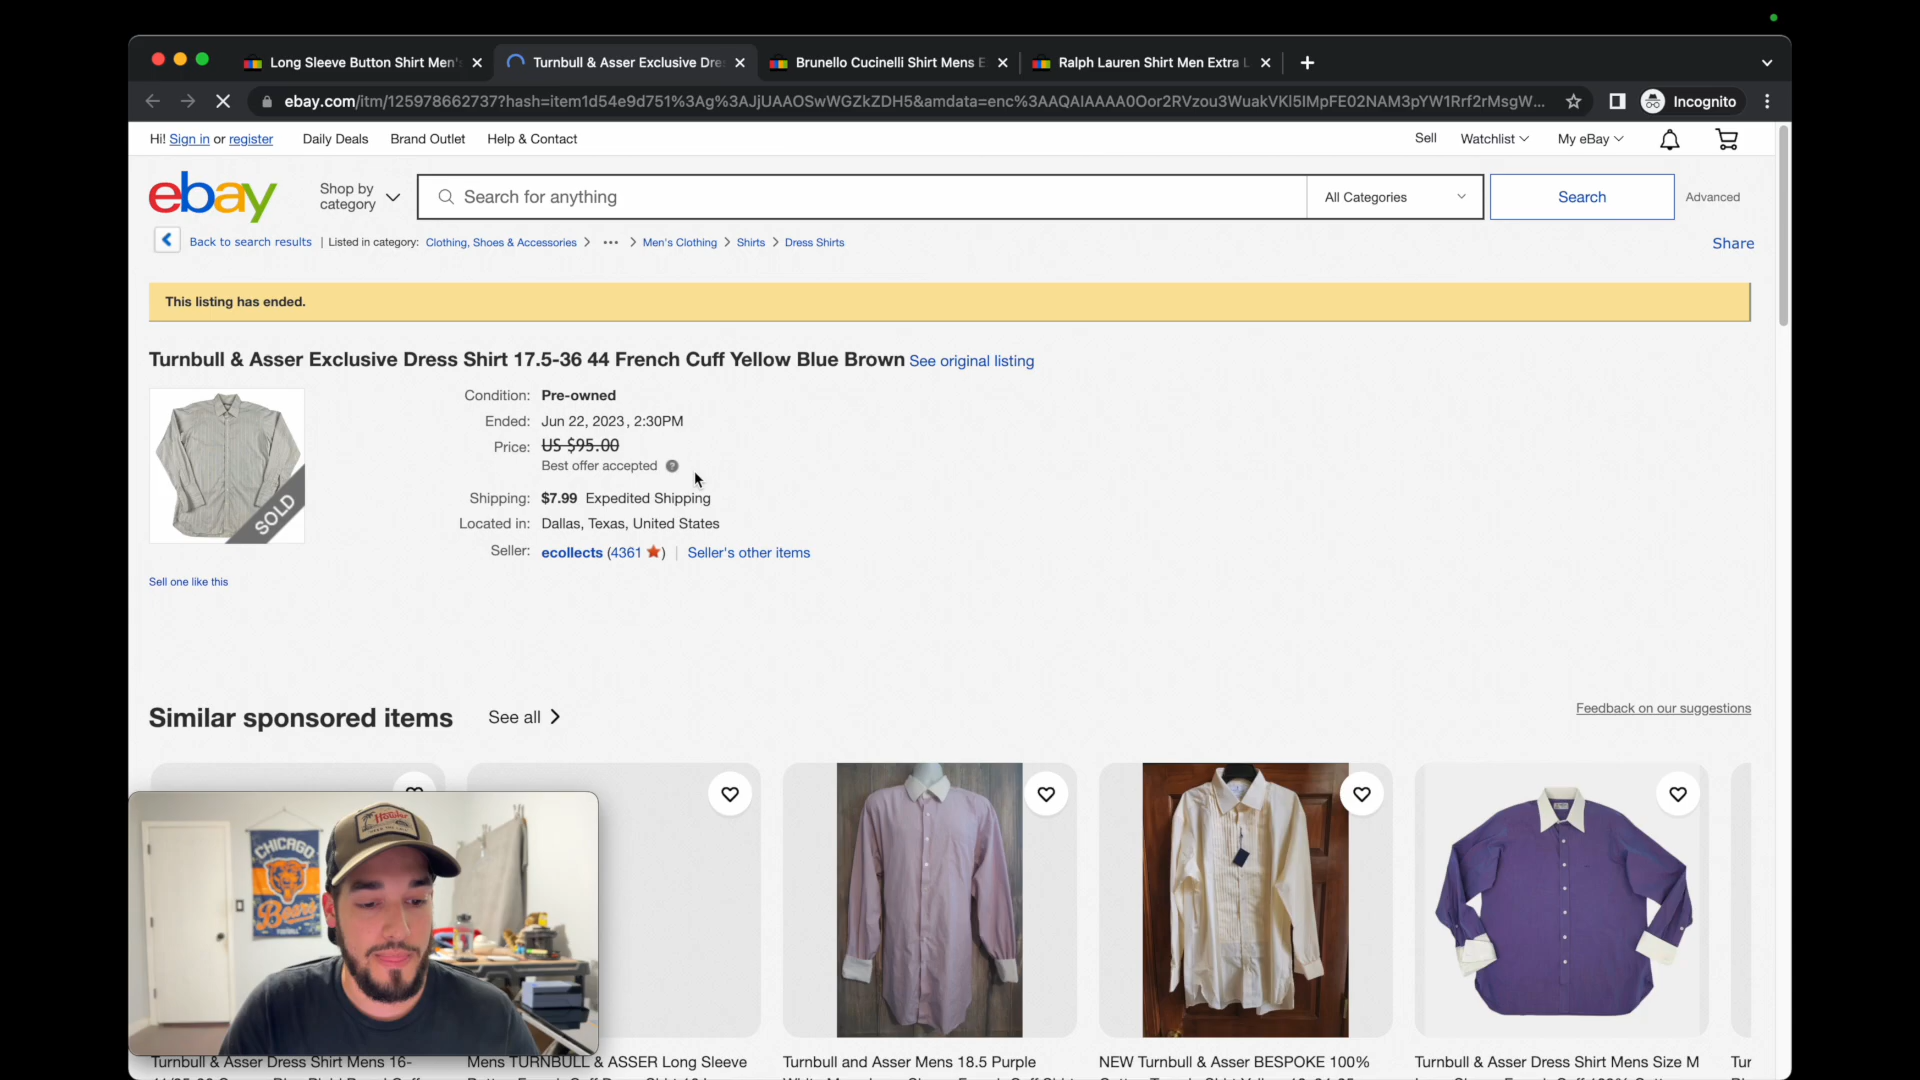 Long Sleeve Button Shirt Men's
Turnbull & Asser Exclusive Dre
Brunello Cucinelli Shirt Mens E
Ralph Lauren Shirt Men Extra L
ebay.com/itm/125978662737?hash=item1d54e9d751%3Ag%3AJjUAAOSwWGZkZDH5&amdata=enc%3AAQAIAAAA0Oor2RVzou3WuakVKl5IMpFE02NAM3pYW1Rrf2rMsgW...
Incognito
Hi! Sign in or register
Daily Deals
Brand Outlet
Help & Contact
Sell
Watchlist
My eBay
ebay
Shop by category
Search for anything
All Categories
Search
Advanced
Back to search results | Listed in category: Clothing, Shoes & Accessories > ... > Men's Clothing > Shirts > Dress Shirts
Share
This listing has ended.
Turnbull & Asser Exclusive Dress Shirt 17.5-36 44 French Cuff Yellow Blue Brown See original listing
Condition: Pre-owned
Ended: Jun 22, 2023 , 2:30PM
Price: US $95.00
Best offer accepted
Shipping: $7.99 Expedited Shipping
Located in: Dallas, Texas, United States
Seller: ecollects (4361) | Seller's other items
SOLD
Sell one like this
Similar sponsored items
See all
Feedback on our suggestions
CHICAGO
Bears
FOOTBALL
Howler
Turnbull & Asser Dress Shirt Mens 16-
Mens TURNBULL & ASSER Long Sleeve
Turnbull and Asser Mens 18.5 Purple
NEW Turnbull & Asser BESPOKE 100%
Turnbull & Asser Dress Shirt Mens Size M
Tur